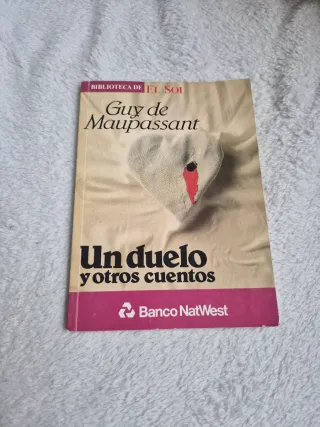 BIBLIOTECA DE EL SOL
Guy de
Maupassant
Un duelo
y otros cuentos
Banco NatWest